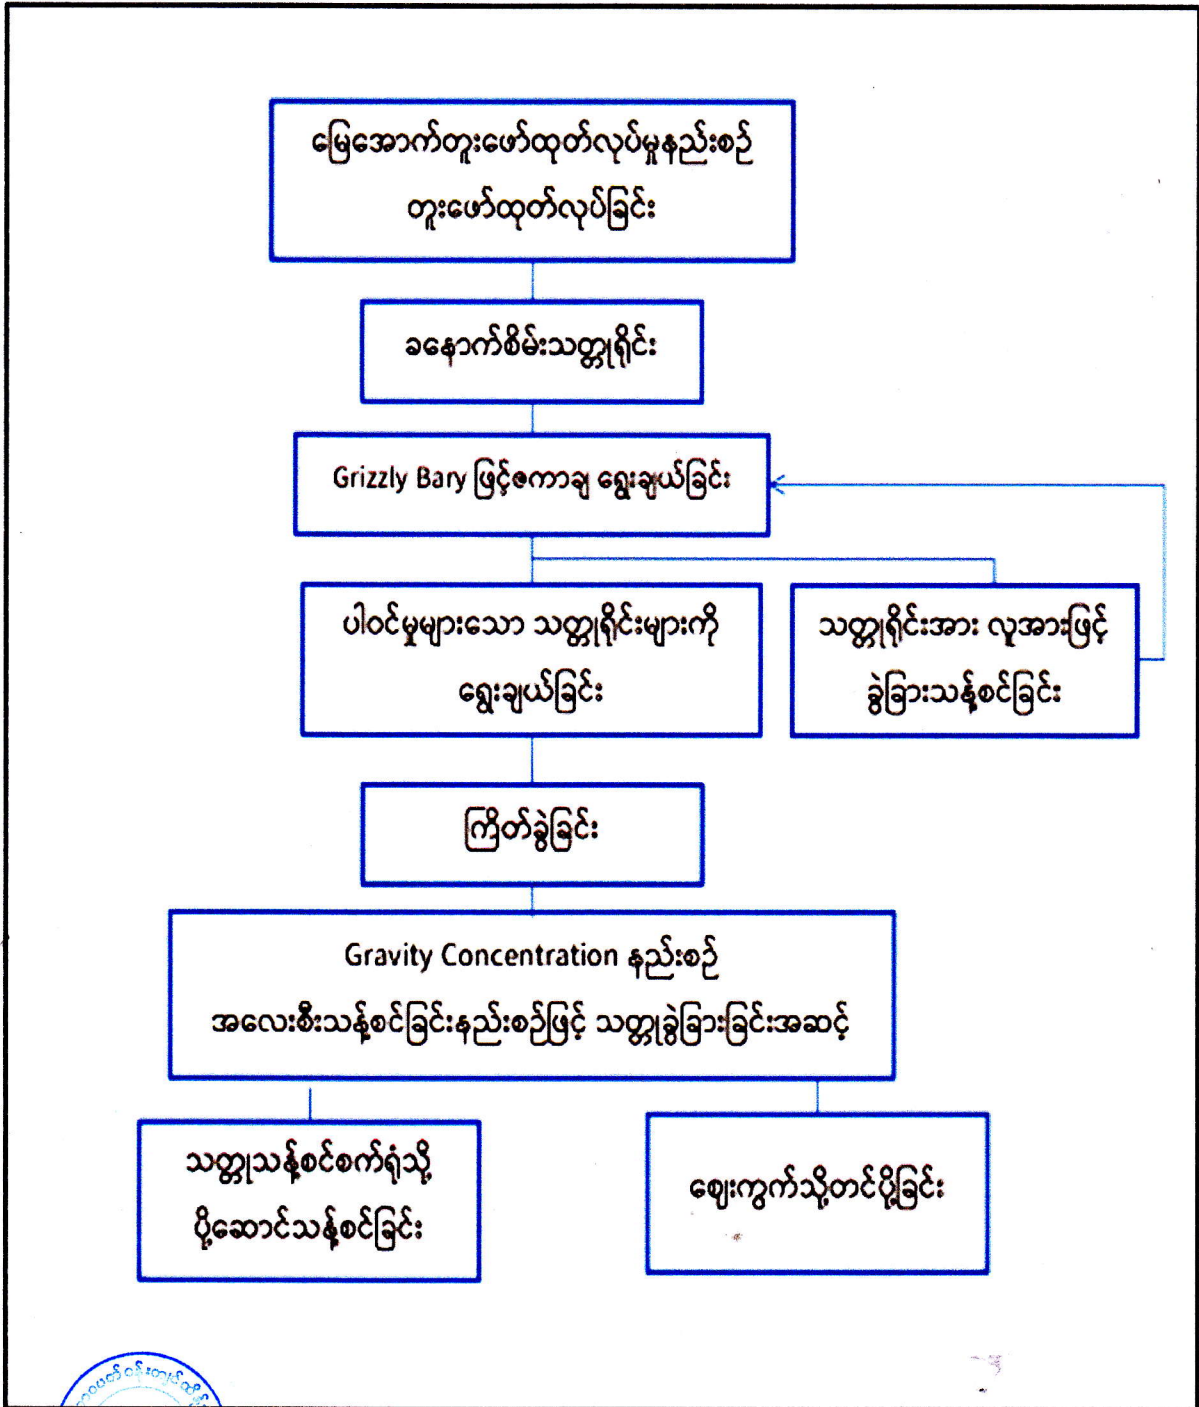 မြေအောက်တူးဖော်ထုတ်လုပ်မှုနည်းစဉ်
တူးဖော်ထုတ်လုပ်ခြင်း
ခနောက်စိမ်းသတ္တုရိုင်း
Grizzly Bary ဖြင့်ဇကာချ ရွေးချယ်ခြင်း
ပါဝင်မှုများသော သတ္တုရိုင်းများကို
ရွေးချယ်ခြင်း
သတ္တုရိုင်းအား လူအားဖြင့်
ခွဲခြားသန့်စင်ခြင်း
ကြိတ်ခွဲခြင်း
Gravity Concentration နည်းစဉ်
အလေးစီးသန့်စင်ခြင်းနည်းစဉ်ဖြင့် သတ္တုခွဲခြားခြင်းအဆင့်
သတ္တုသန့်စင်စက်ရုံသို့
ပို့ဆောင်သန့်စင်ခြင်း
ဈေးကွက်သို့တင်ပို့ခြင်း